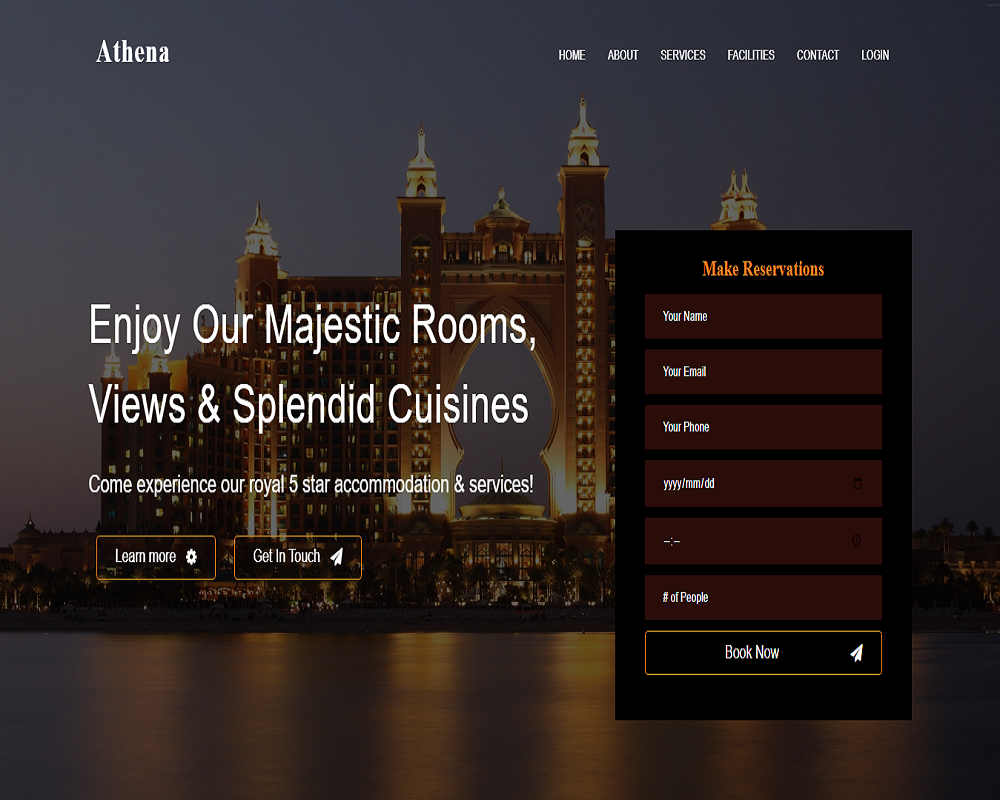 Athena
HOME ABOUT SERVICES FACILITIES CONTACT LOGIN
Enjoy Our Majestic Rooms,
Views & Splendid Cuisines
Come experience our royal 5 star accommodation & services!
Learn more
Get In Touch
Make Reservations
Your Name
Your Email
Your Phone
yyyy/mm/dd
--:--
# of People
Book Now